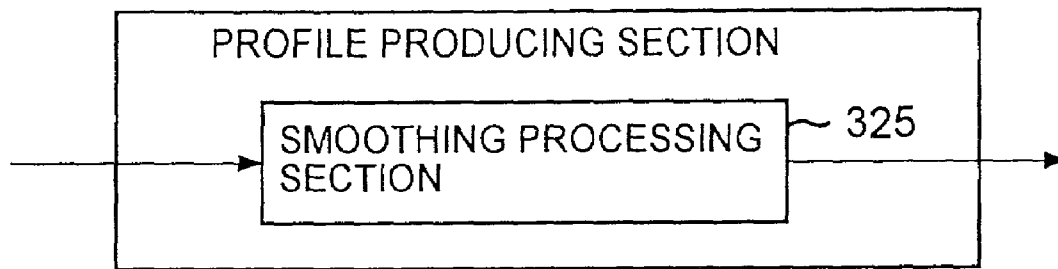 PROFILE PRODUCING SECTION
SMOOTHING PROCESSING
SECTION
325